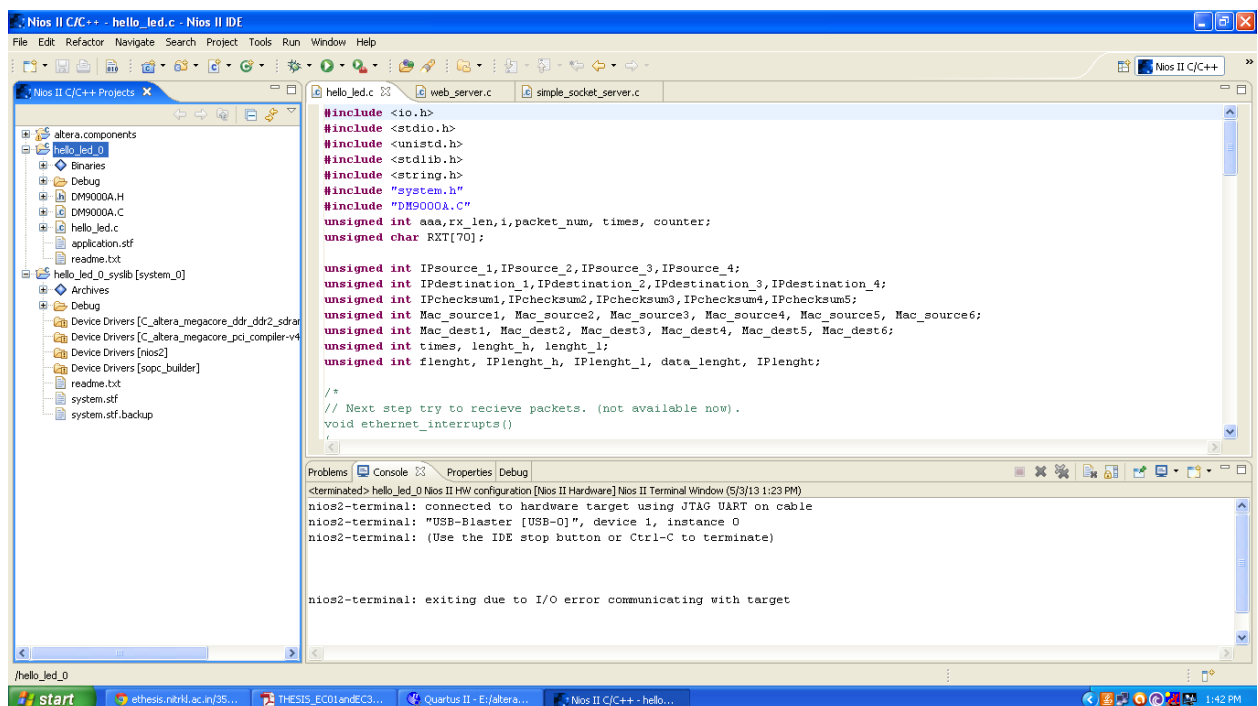 Nios II C/C++ - hello_led.c - Nios II IDE
File Edit Refactor Navigate Search Project Tools Run Window Help
Nios II C/C++
Nios II C/C++ Projects
altera.components
hello_led_0
Binaries
Debug
DM9000A.H
DM9000A.C
hello_led.c
application.stf
readme.txt
hello_led_0_syslib [system_0]
Archives
Debug
Device Drivers [C_altera_megacore_ddr_ddr2_sdrar
Device Drivers [C_altera_megacore_pci_compiler-v4
Device Drivers [nios2]
Device Drivers [sopc_builder]
readme.txt
system.stf
system.stf.backup
hello_led.c web_server.c simple_socket_server.c
#include <io.h>
#include <stdio.h>
#include <unistd.h>
#include <stdlib.h>
#include <string.h>
#include "system.h"
#include "DM9000A.C"
unsigned int aaa,rx_len,i,packet_num, times, counter;
unsigned char RXT[70];
unsigned int IPsource_1,IPsource_2,IPsource_3,IPsource_4;
unsigned int IPdestination_1,IPdestination_2,IPdestination_3,IPdestination_4;
unsigned int IPchecksum1,IPchecksum2,IPchecksum3,IPchecksum4,IPchecksum5;
unsigned int Mac_source1, Mac_source2, Mac_source3, Mac_source4, Mac_source5, Mac_source6;
unsigned int Mac_dest1, Mac_dest2, Mac_dest3, Mac_dest4, Mac_dest5, Mac_dest6;
unsigned int times, lenght_h, lenght_l;
unsigned int flenght, IPlenght_h, IPlenght_l, data_lenght, IPlenght;
/*
// Next step try to recieve packets. (not available now).
void ethernet_interrupts()
Problems Console Properties Debug
<terminated> hello_led_0 Nios II HW configuration [Nios II Hardware] Nios II Terminal Window (5/3/13 1:23 PM)
nios2-terminal: connected to hardware target using JTAG UART on cable
nios2-terminal: "USB-Blaster [USB-0]", device 1, instance 0
nios2-terminal: (Use the IDE stop button or Ctrl-C to terminate)
nios2-terminal: exiting due to I/O error communicating with target
/hello_led_0
start ethesis.nitrkl.ac.in/35... THESIS_EC01andEC3... Quartus II - E:/altera... Nios II C/C++ - hello... 1:42 PM